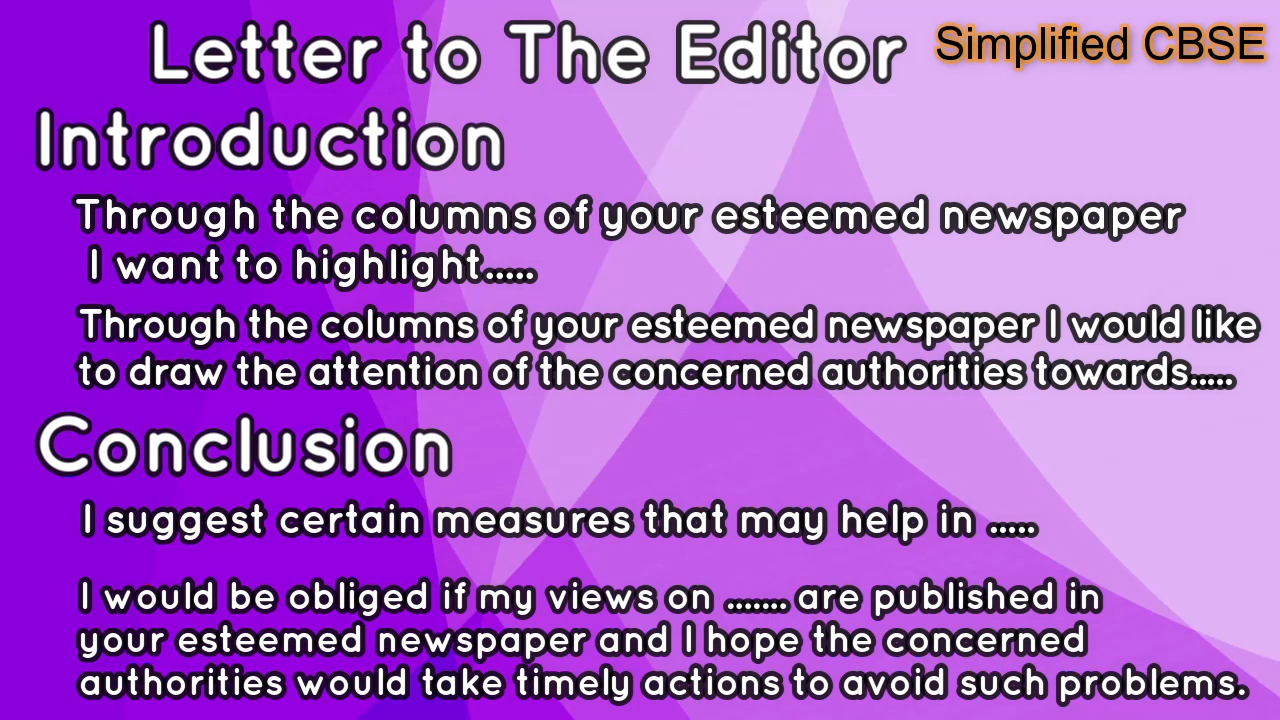 Letter to The Editor
Simplified CBSE
Introduction
Through the columns of your esteemed newspaper
I want to highlight.....
Through the columns of your esteemed newspaper I would like
to draw the attention of the concerned authorities towards.....
Conclusion
I suggest certain measures that may help in .....
I would be obliged if my views on ....... are published in
your esteemed newspaper and I hope the concerned
authorities would take timely actions to avoid such problems.